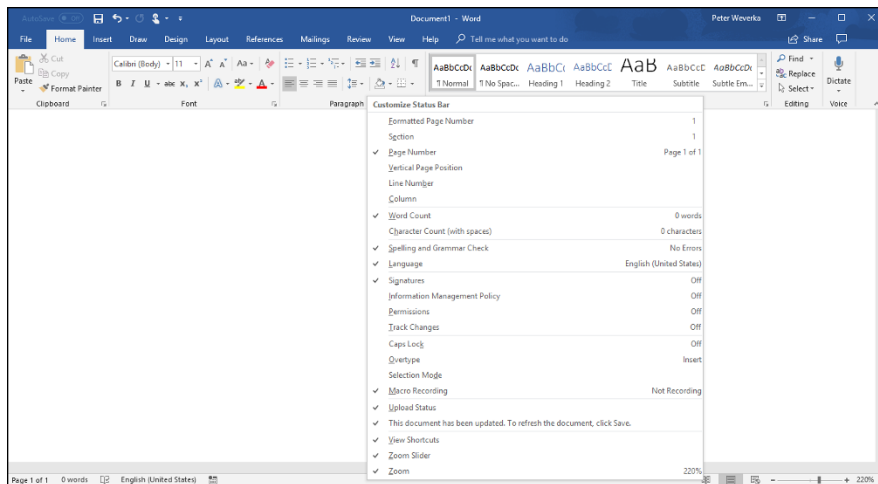 AutoSave Off Document1 - Word Peter Weverka
File Home Insert Draw Design Layout References Mailings Review View Help Tell me what you want to do Share
Paste
Cut
Copy
Format Painter
Clipboard
Calibri (Body) 11 A A Aa
B I U abc X₂ X² A A
Font
Paragraph
AaBbCcDc AaBbCcDc AaBbCc AaBbCcC AaB AaBbCcC AaBbCcDc
¶ Normal ¶ No Spac... Heading 1 Heading 2 Title Subtitle Subtle Em...
Find
Replace
Select
Editing
Dictate
Voice
Customize Status Bar
Formatted Page Number 1
Section 1
Page Number Page 1 of 1
Vertical Page Position
Line Number
Column
Word Count 0 words
Character Count (with spaces) 0 characters
Spelling and Grammar Check No Errors
Language English (United States)
Signatures Off
Information Management Policy Off
Permissions Off
Track Changes Off
Caps Lock Off
Overtype Insert
Selection Mode
Macro Recording Not Recording
Upload Status
This document has been updated. To refresh the document, click Save.
View Shortcuts
Zoom Slider
Zoom 220%
Page 1 of 1 0 words English (United States) 220%